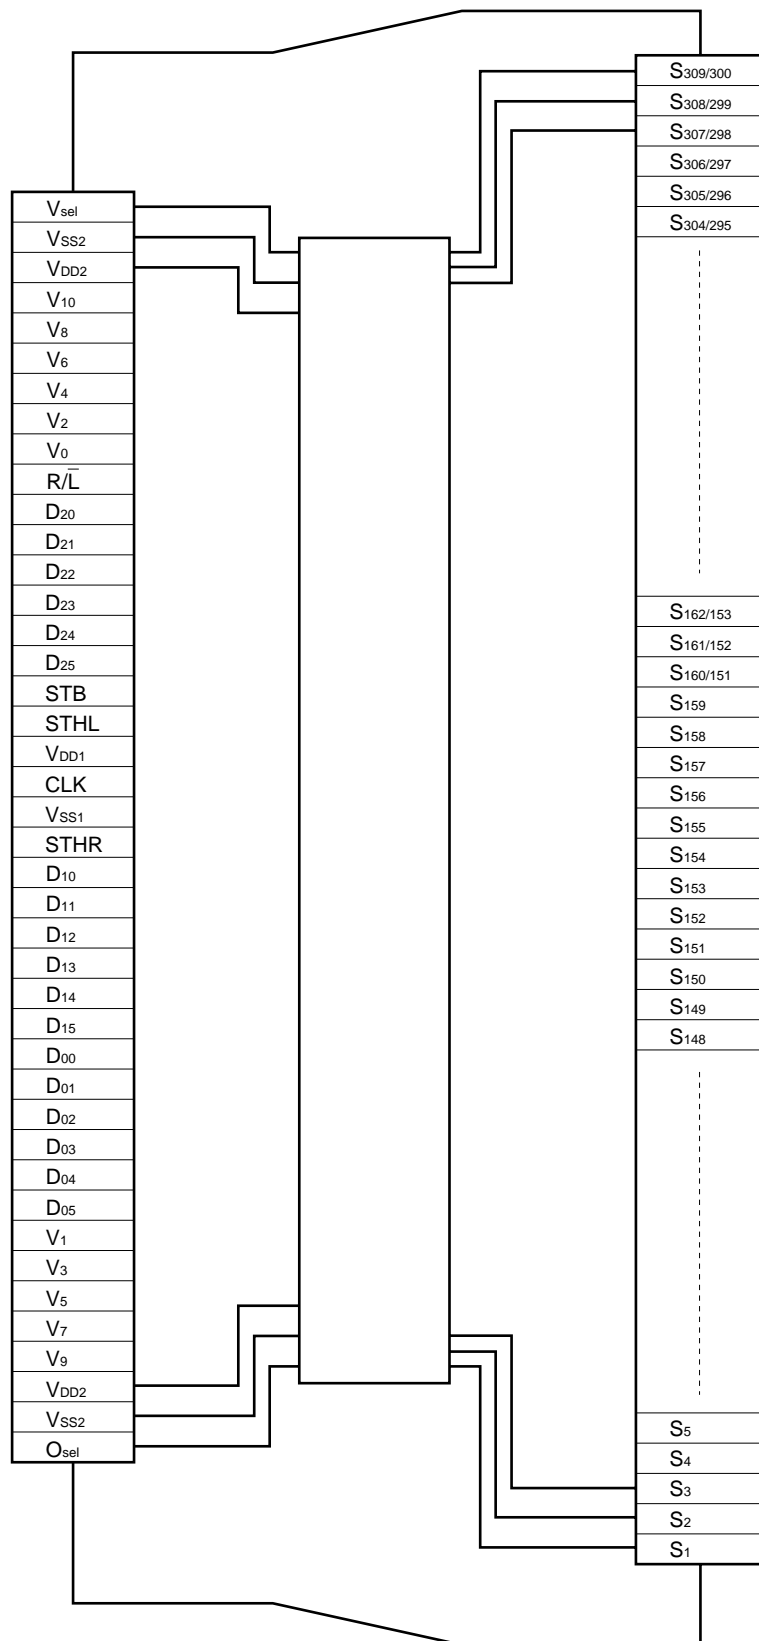 Vsel
VSS2
VDD2
V10
V8
V6
V4
V2
V0
R/L̅
D20
D21
D22
D23
D24
D25
STB
STHL
VDD1
CLK
VSS1
STHR
D10
D11
D12
D13
D14
D15
D00
D01
D02
D03
D04
D05
V1
V3
V5
V7
V9
VDD2
VSS2
Osel
S309/300
S308/299
S307/298
S306/297
S305/296
S304/295
S162/153
S161/152
S160/151
S159
S158
S157
S156
S155
S154
S153
S152
S151
S150
S149
S148
S5
S4
S3
S2
S1